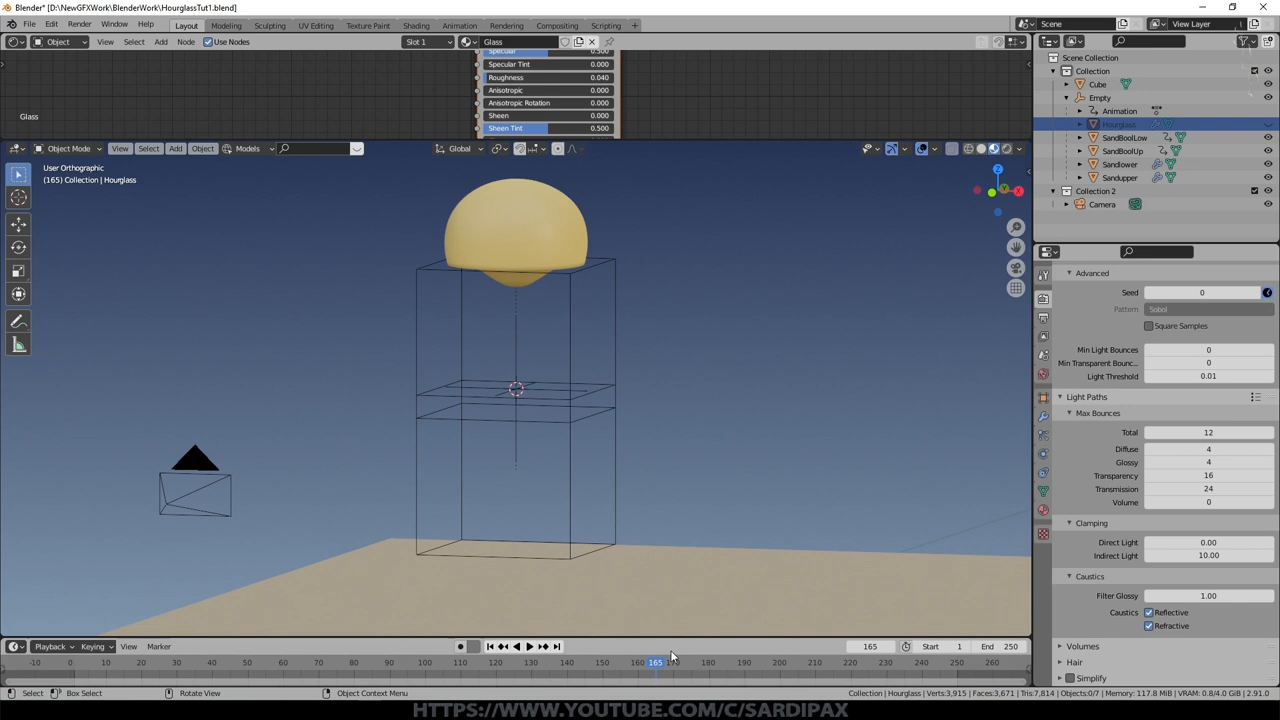 Blender* [D:\NewGFXWork\BlenderWork\HourglassTut1.blend]
File Edit Render Window Help Layout Modeling Sculpting UV Editing Texture Paint Shading Animation Rendering Compositing Scripting Scene View Layer
Object View Select Add Node Use Nodes Slot 1 Glass
Specular 0.500
Specular Tint 0.000
Roughness 0.040
Anisotropic 0.000
Anisotropic Rotation 0.000
Sheen 0.000
Sheen Tint 0.500
Glass
Object Mode View Select Add Object Models Global
User Orthographic
(165) Collection | Hourglass
X
Z
Scene Collection
Collection
Cube
Empty
Animation
Hourglass
SandBoolLow
SandBoolUp
Sandlower
Sandupper
Collection 2
Camera
Advanced
Seed 0
Pattern Sobol
Square Samples
Min Light Bounces 0
Min Transparent Bounc... 0
Light Threshold 0.01
Light Paths
Max Bounces
Total 12
Diffuse 4
Glossy 4
Transparency 16
Transmission 24
Volume 0
Clamping
Direct Light 0.00
Indirect Light 10.00
Caustics
Filter Glossy 1.00
Caustics Reflective
Refractive
Volumes
Hair
Simplify
Playback Keying View Marker 165 Start 1 End 250
-10 0 10 20 30 40 50 60 70 80 90 100 110 120 130 140 150 160 165 170 180 190 200 210 220 230 240 250 260
Select Box Select Rotate View Object Context Menu Collection | Hourglass | Verts:3,915 | Faces:3,671 | Tris:7,814 | Objects:0/7 | Memory: 117.8 MiB | VRAM: 0.8/4.0 GiB | 2.91.0
HTTPS://WWW.YOUTUBE.COM/C/SARDIPAX